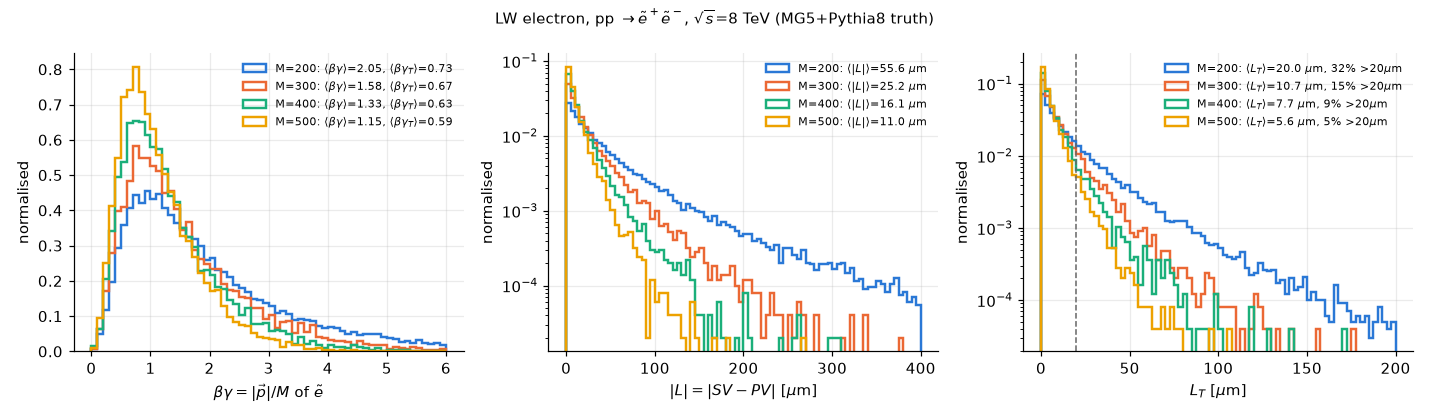 LW electron, pp → ẽ⁺ẽ⁻, √s=8 TeV (MG5+Pythia8 truth)
M=200: ⟨βγ⟩=2.05, ⟨βγ_T⟩=0.73
M=300: ⟨βγ⟩=1.58, ⟨βγ_T⟩=0.67
M=400: ⟨βγ⟩=1.33, ⟨βγ_T⟩=0.63
M=500: ⟨βγ⟩=1.15, ⟨βγ_T⟩=0.59
0.8
0.7
0.6
0.5
0.4
0.3
0.2
0.1
0.0
normalised
0 1 2 3 4 5 6
βγ = |p⃗|/M of ẽ
M=200: ⟨|L|⟩=55.6 μm
M=300: ⟨|L|⟩=25.2 μm
M=400: ⟨|L|⟩=16.1 μm
M=500: ⟨|L|⟩=11.0 μm
10⁻¹
10⁻²
10⁻³
10⁻⁴
normalised
0 100 200 300 400
|L| = |SV − PV| [μm]
M=200: ⟨L_T⟩=20.0 μm, 32% >20μm
M=300: ⟨L_T⟩=10.7 μm, 15% >20μm
M=400: ⟨L_T⟩=7.7 μm, 9% >20μm
M=500: ⟨L_T⟩=5.6 μm, 5% >20μm
10⁻¹
10⁻²
10⁻³
10⁻⁴
normalised
0 50 100 150 200
L_T [μm]